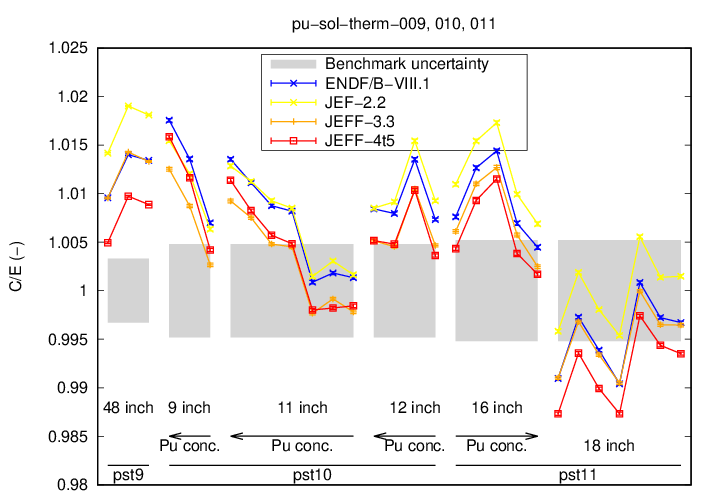 pu-sol-therm-009, 010, 011
Benchmark uncertainty
ENDF/B-VIII.1
JEF-2.2
JEFF-3.3
JEFF-4t5
C/E (-)
1.025
1.02
1.015
1.01
1.005
1
0.995
0.99
0.985
0.98
48 inch
9 inch
11 inch
12 inch
16 inch
18 inch
Pu conc.
Pu conc.
Pu conc.
Pu conc.
pst9
pst10
pst11